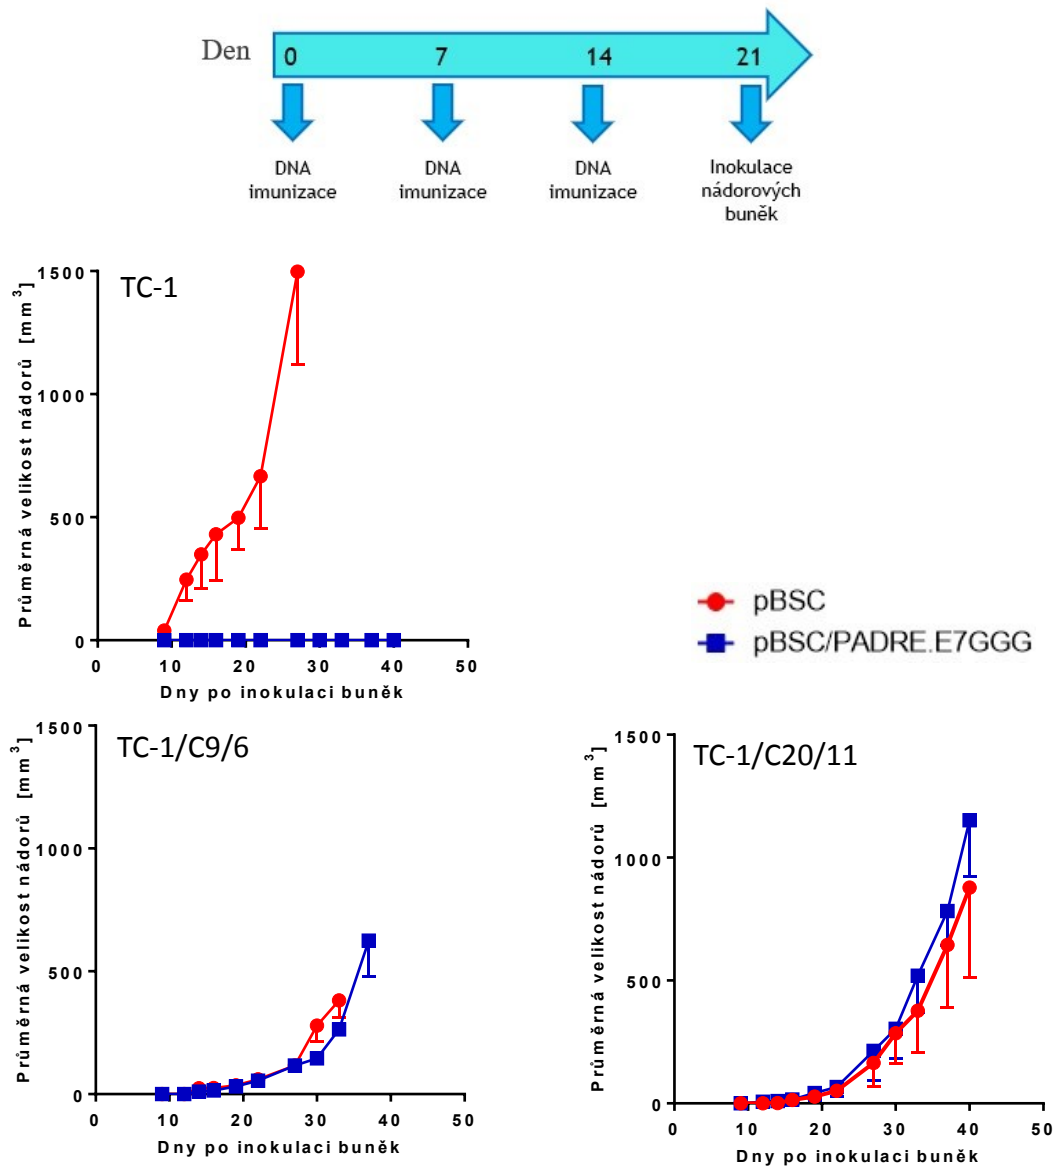 Den 0 7 14 21
DNA
imunizace
DNA
imunizace
DNA
imunizace
Inokulace
nádorových
buněk
TC-1
Průměrná velikost nádorů [mm³]
1500
1000
500
0
0 10 20 30 40 50
Dny po inokulaci buněk
pBSC
pBSC/PADRE.E7GGG
TC-1/C9/6
Průměrná velikost nádorů [mm³]
1500
1000
500
0
0 10 20 30 40 50
Dny po inokulaci buněk
TC-1/C20/11
Průměrná velikost nádorů [mm³]
1500
1000
500
0
0 10 20 30 40 50
Dny po inokulaci buněk